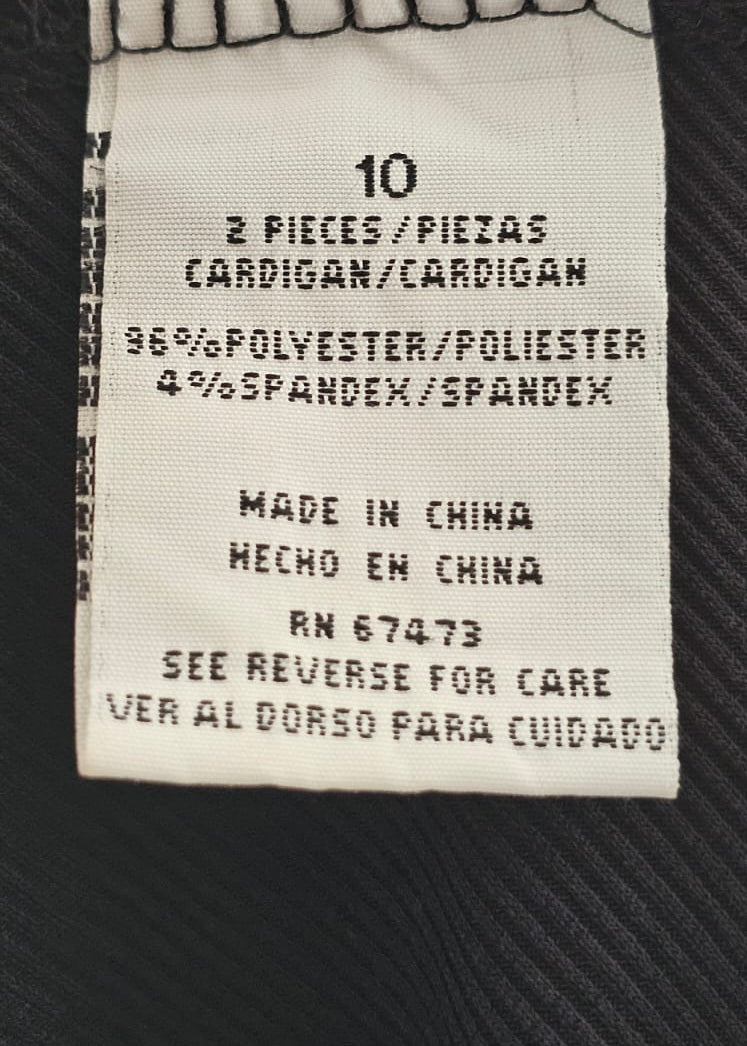 10
2 PIECES/PIEZAS
CARDIGAN/CARDIGAN
96%POLYESTER/POLIESTER
4%SPANDEX/SPANDEX
MADE IN CHINA
HECHO EN CHINA
RN 67473
SEE REVERSE FOR CARE
VER AL DORSO PARA CUIDADO